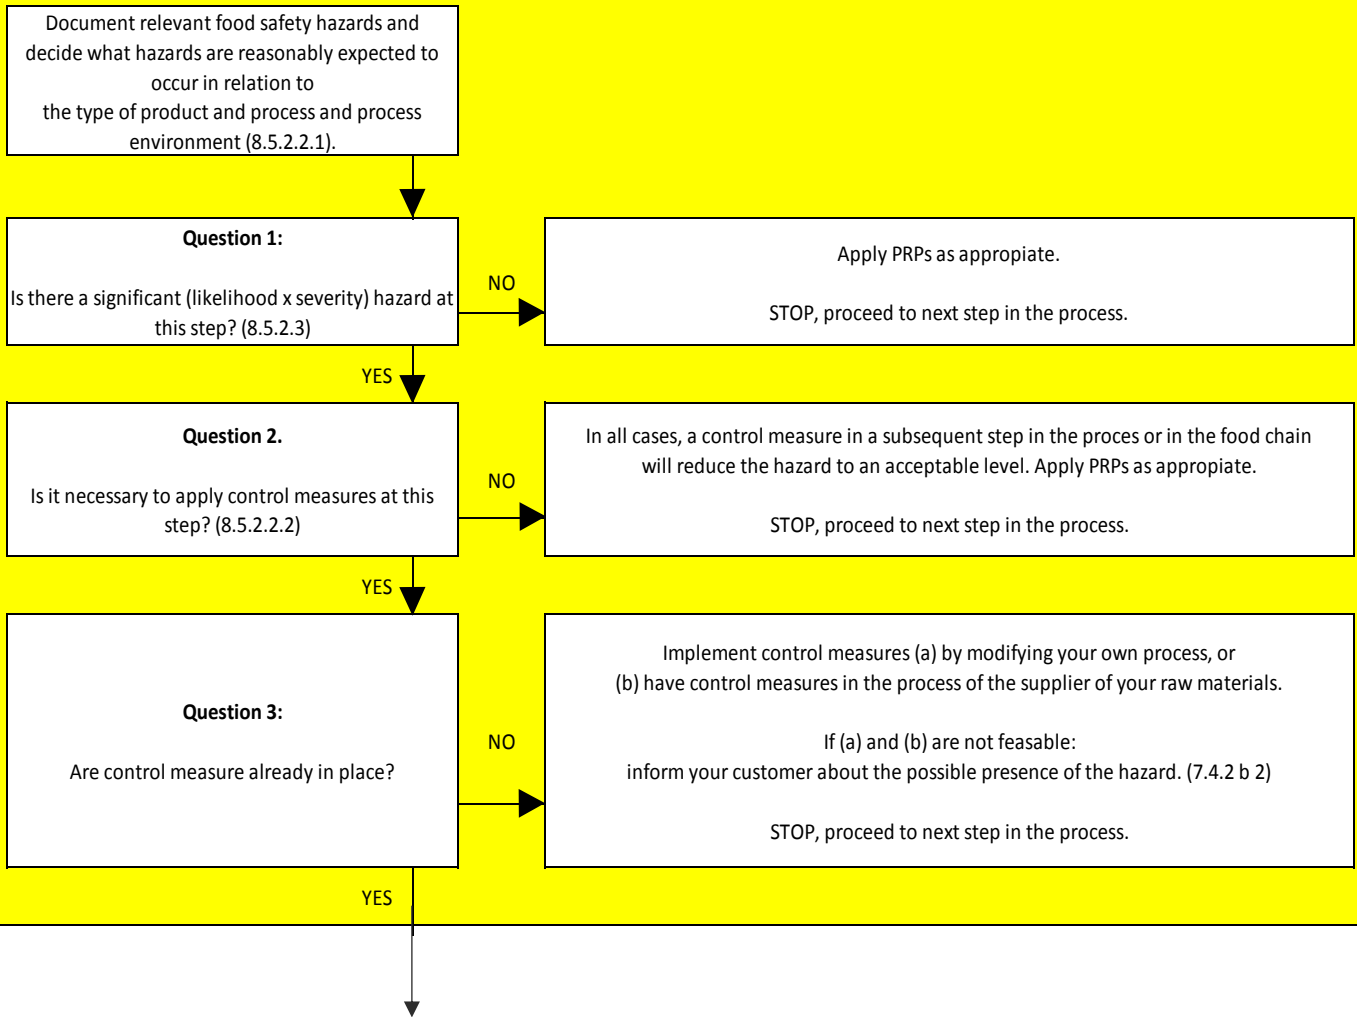 Document relevant food safety hazards and
decide what hazards are reasonably expected to
occur in relation to
the type of product and process and process
environment (8.5.2.2.1).
Question 1:
Is there a significant (likelihood x severity) hazard at
this step? (8.5.2.3)
NO
Apply PRPs as appropiate.
STOP, proceed to next step in the process.
YES
Question 2.
Is it necessary to apply control measures at this
step? (8.5.2.2.2)
NO
In all cases, a control measure in a subsequent step in the proces or in the food chain
will reduce the hazard to an acceptable level. Apply PRPs as appropiate.
STOP, proceed to next step in the process.
YES
Question 3:
Are control measure already in place?
NO
Implement control measures (a) by modifying your own process, or
(b) have control measures in the process of the supplier of your raw materials.
If (a) and (b) are not feasable:
inform your customer about the possible presence of the hazard. (7.4.2 b 2)
STOP, proceed to next step in the process.
YES